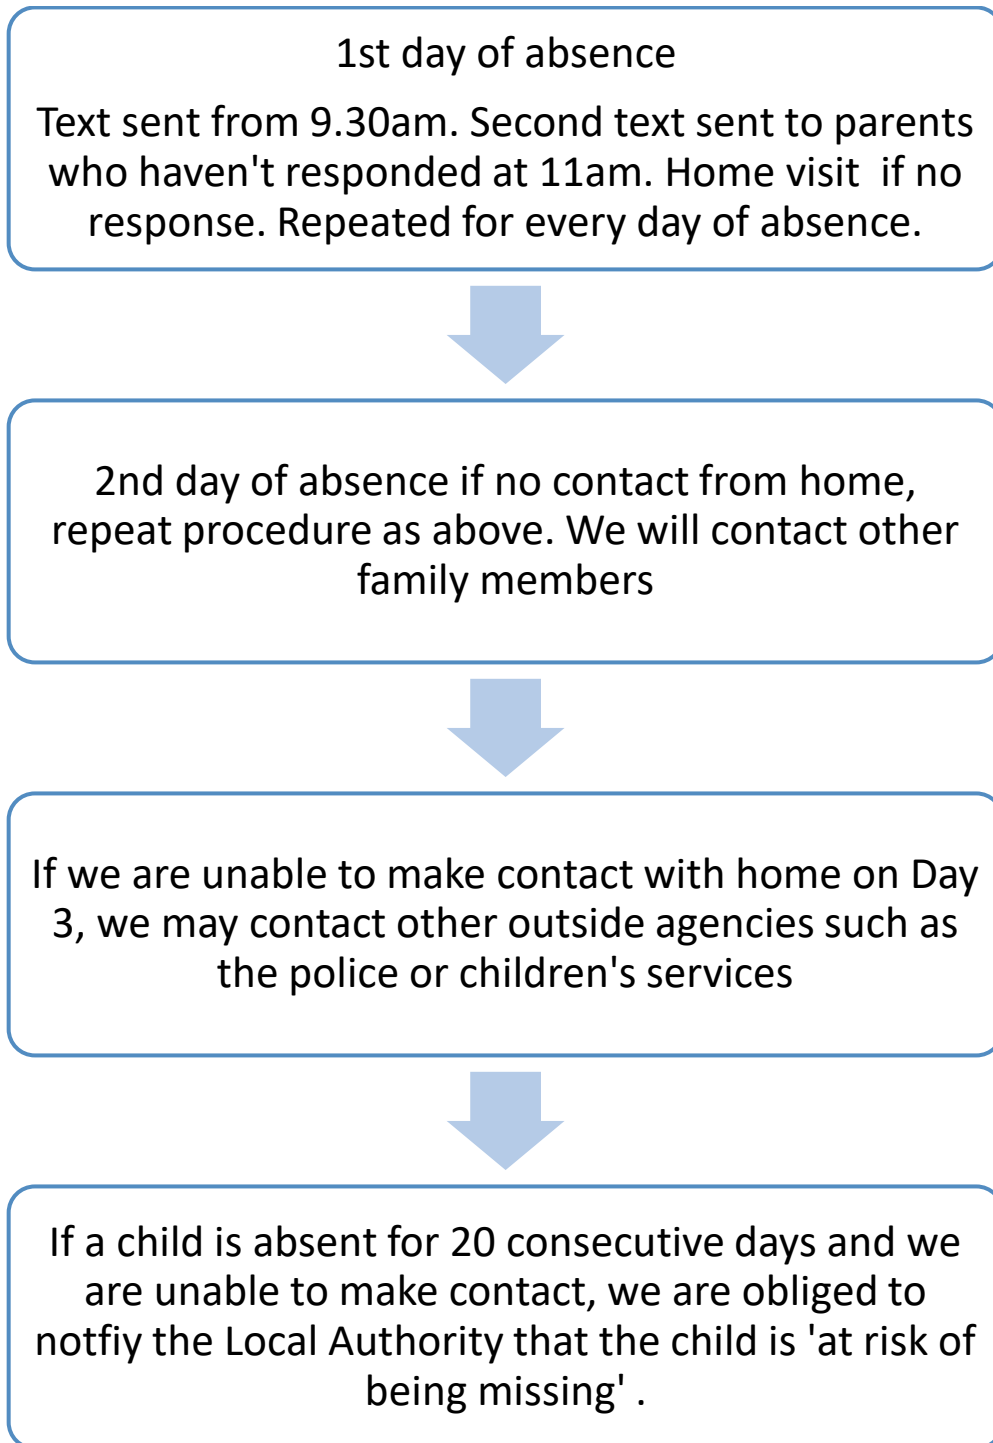 1st day of absence
Text sent from 9.30am. Second text sent to parents
who haven't responded at 11am. Home visit  if no
response. Repeated for every day of absence.
2nd day of absence if no contact from home,
repeat procedure as above. We will contact other
family members
If we are unable to make contact with home on Day
3, we may contact other outside agencies such as
the police or children's services
If a child is absent for 20 consecutive days and we
are unable to make contact, we are obliged to
notfiy the Local Authority that the child is 'at risk of
being missing' .